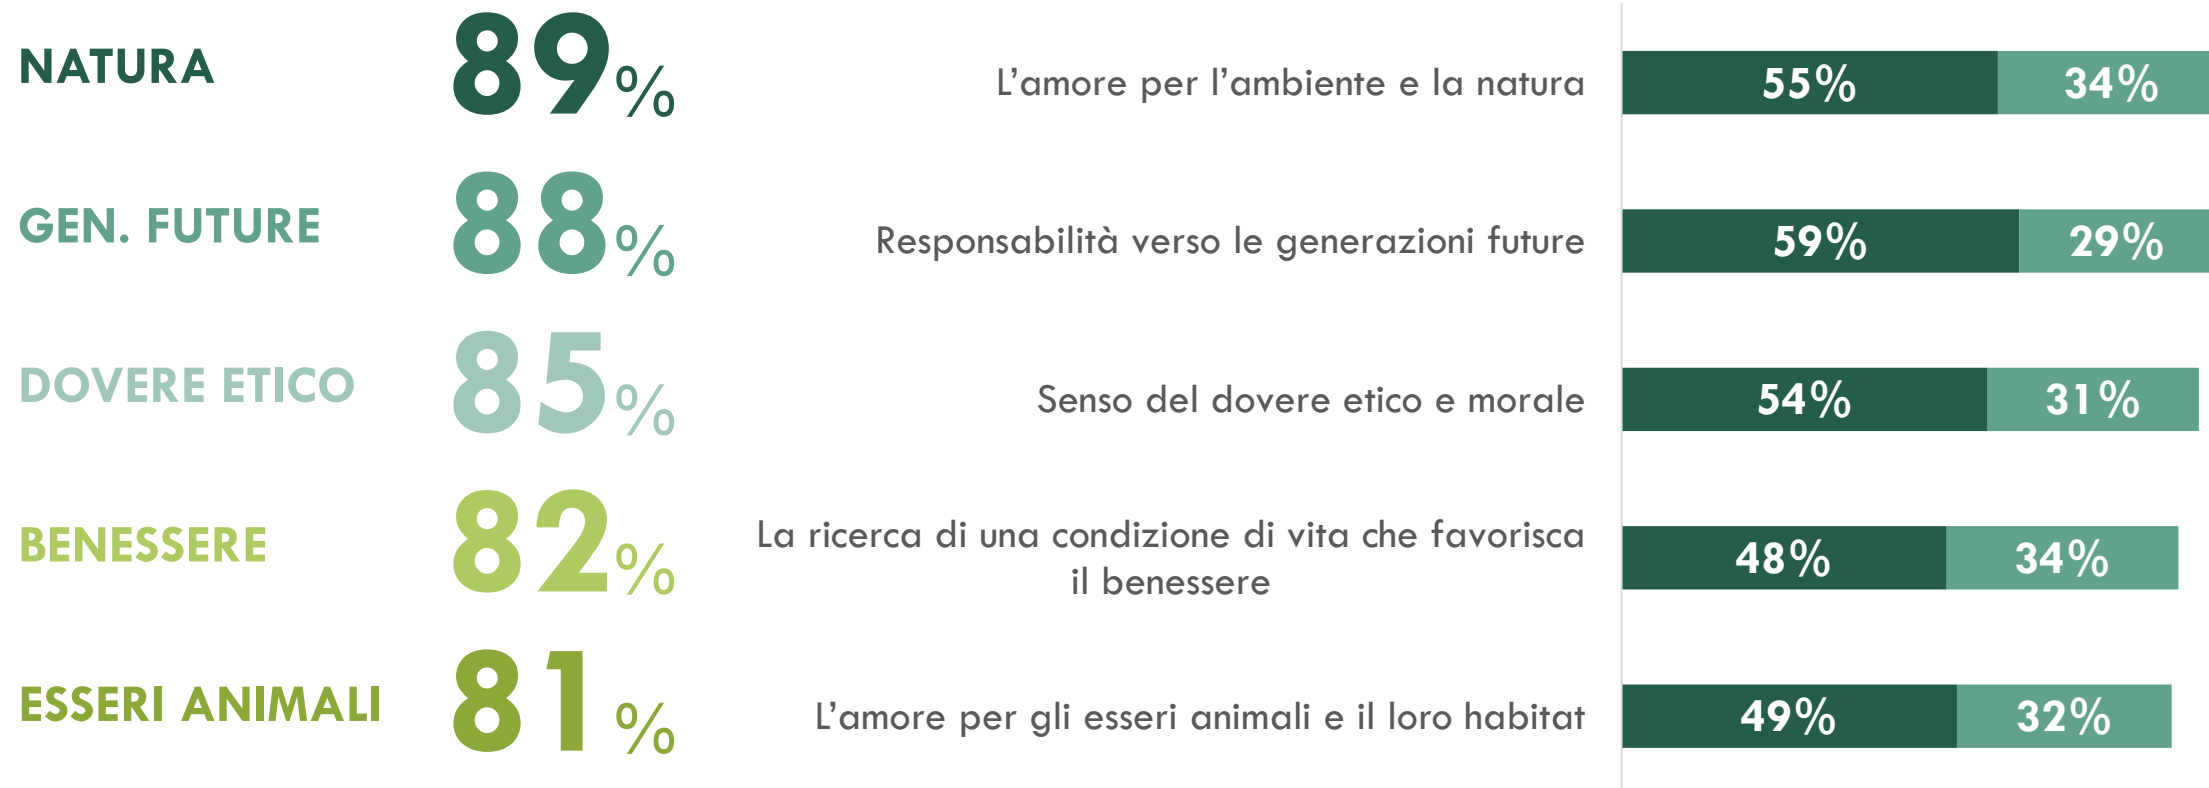 NATURA
89%
L'amore per l'ambiente e la natura
55%
34%
GEN. FUTURE
88%
Responsabilità verso le generazioni future
59%
29%
DOVERE ETICO
85%
Senso del dovere etico e morale
54%
31%
BENESSERE
82%
La ricerca di una condizione di vita che favorisca
il benessere
48%
34%
ESSERI ANIMALI
81%
L'amore per gli esseri animali e il loro habitat
49%
32%